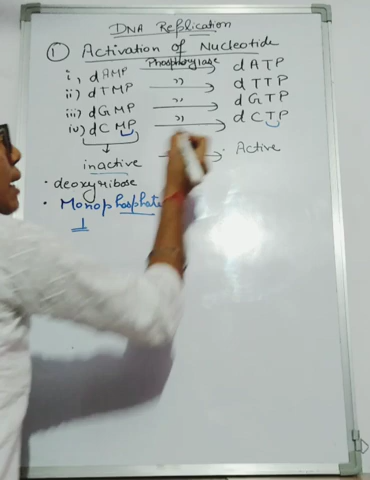 DNA Replication
① Activation of Nucleotide
Phosphorylase
i, dAMP → dATP
ii) dTMP " → dTTP
iii) dGMP " → dGTP
iv) dCMP " → dCTP
inactive → Active
· deoxyribose
· Monophosphate
1